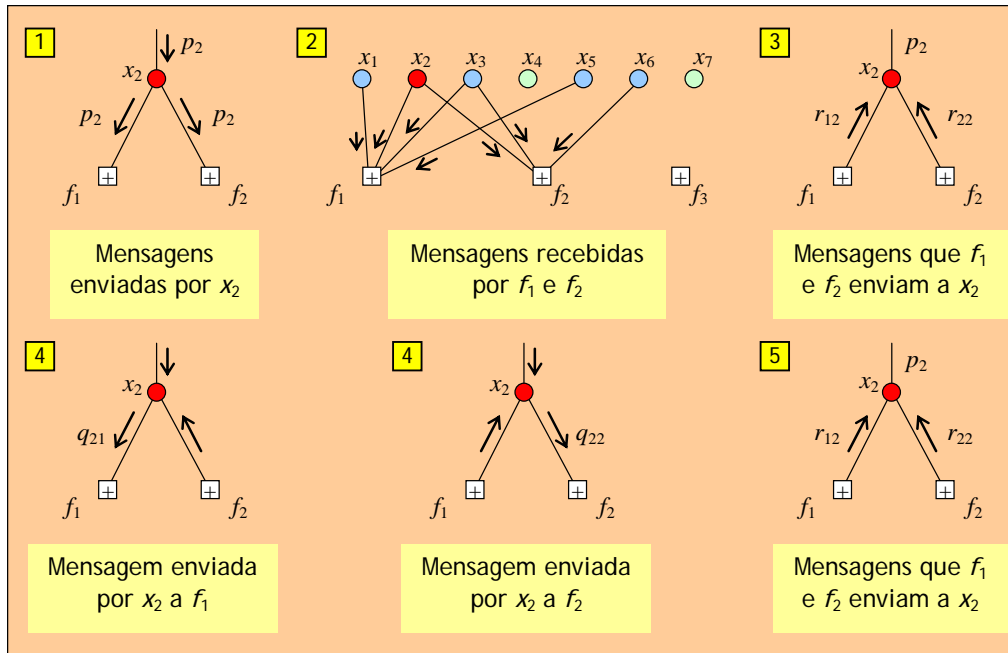 1
p2
x2
p2
p2
f1
f2
Mensagens
enviadas por x2
2
x1 x2 x3 x4 x5 x6 x7
+ + +
f1 f2 f3
Mensagens recebidas
por f1 e f2
3
p2
x2
r12 r22
+ +
f1 f2
Mensagens que f1
e f2 enviam a x2
4
x2
q21
+ +
f1 f2
Mensagem enviada
por x2 a f1
4
x2
q22
+ +
f1 f2
Mensagem enviada
por x2 a f2
5
p2
x2
r12 r22
+ +
f1 f2
Mensagens que f1
e f2 enviam a x2